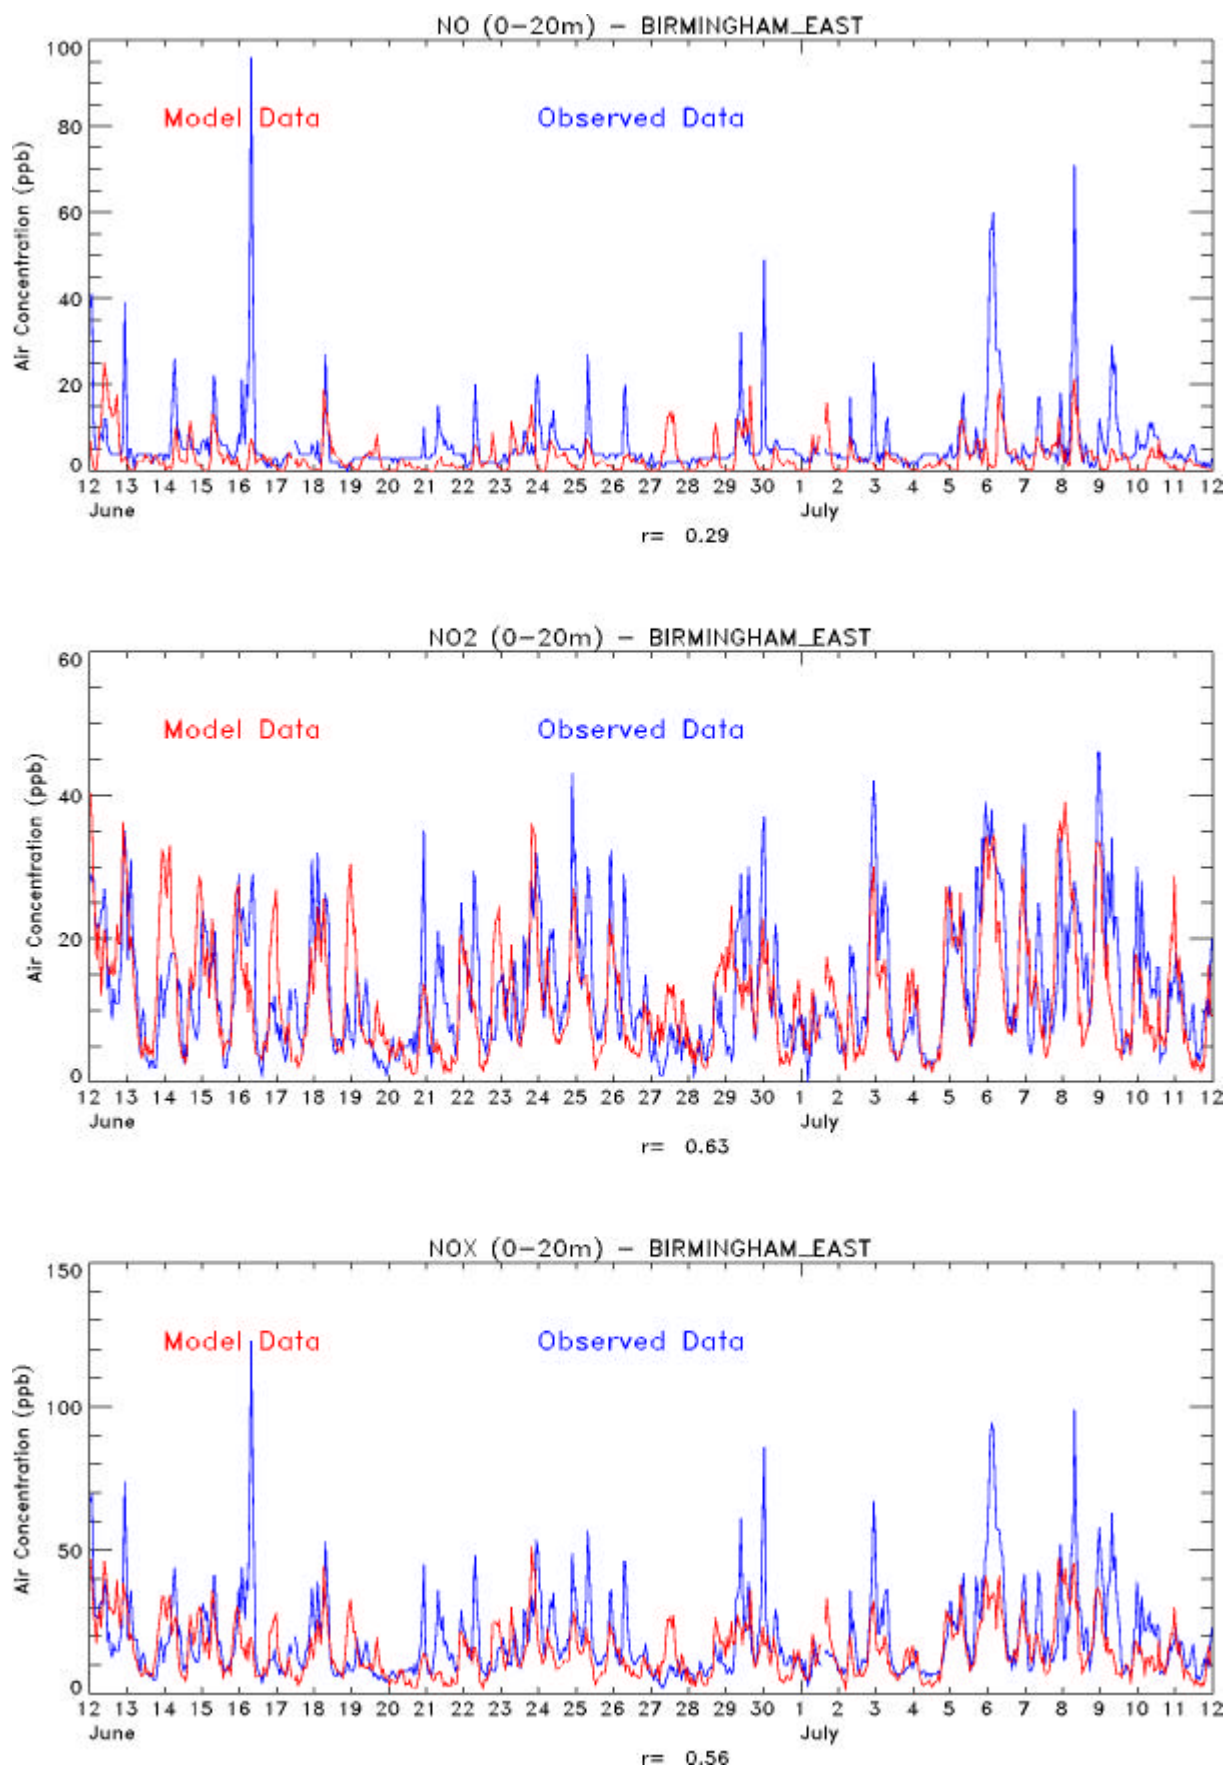 NO (0-20m) - BIRMINGHAM_EAST
100
80
60
40
20
0
Air Concentration (ppb)
Model Data
Observed Data
12 13 14 15 16 17 18 19 20 21 22 23 24 25 26 27 28 29 30 1 2 3 4 5 6 7 8 9 10 11 12
June July
r= 0.29
NO2 (0-20m) - BIRMINGHAM_EAST
60
40
20
0
Air Concentration (ppb)
Model Data
Observed Data
12 13 14 15 16 17 18 19 20 21 22 23 24 25 26 27 28 29 30 1 2 3 4 5 6 7 8 9 10 11 12
June July
r= 0.63
NOX (0-20m) - BIRMINGHAM_EAST
150
100
50
0
Air Concentration (ppb)
Model Data
Observed Data
12 13 14 15 16 17 18 19 20 21 22 23 24 25 26 27 28 29 30 1 2 3 4 5 6 7 8 9 10 11 12
June July
r= 0.56